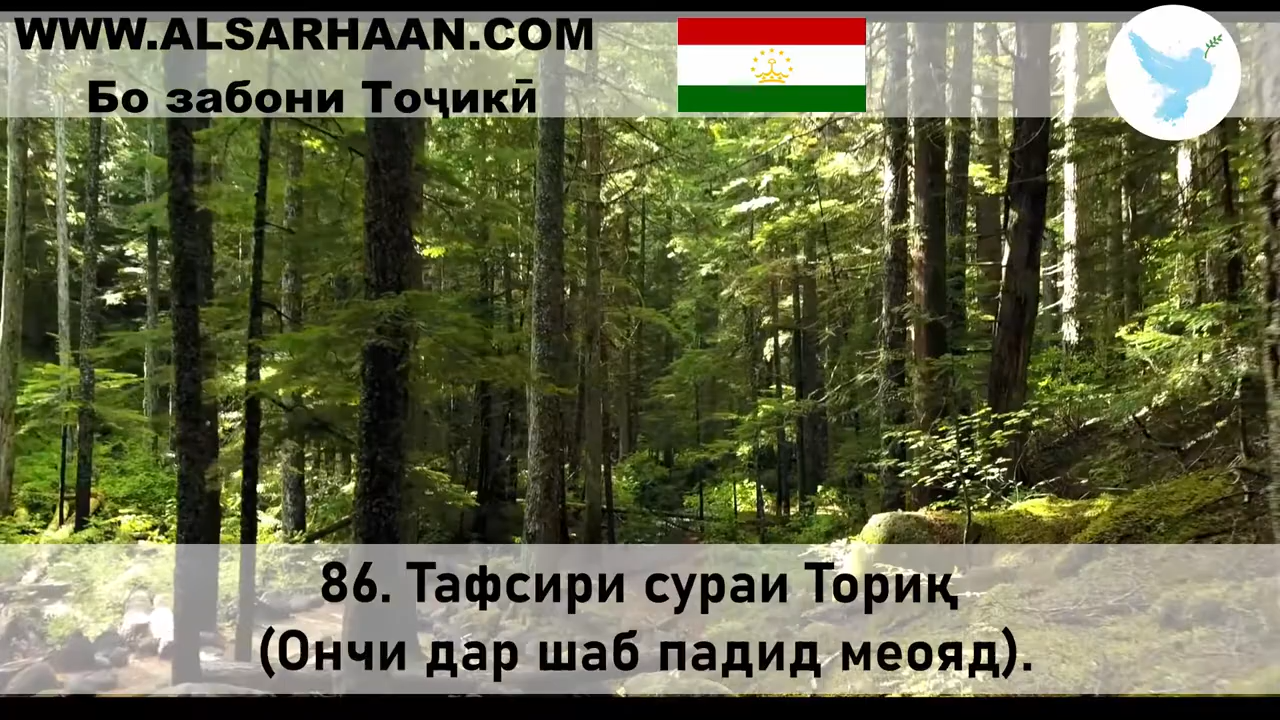 WWW.ALSARHAAN.COM
Бо забони Тоҷикӣ
86. Тафсири сураи Ториқ
(Ончи дар шаб падид меояд).